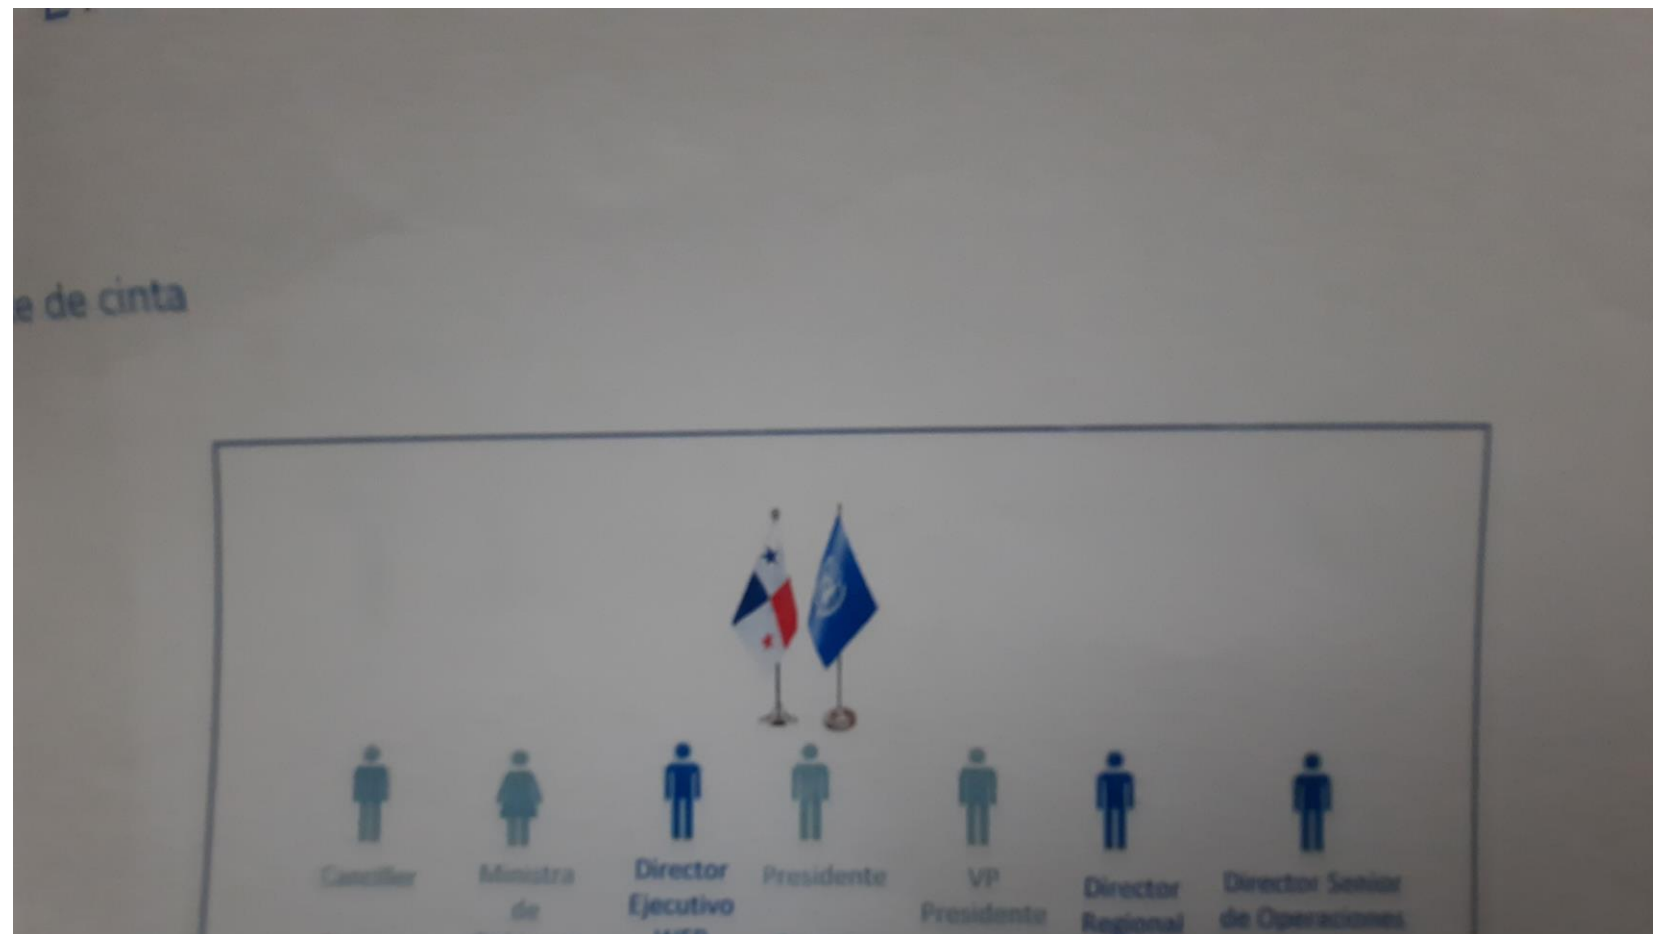 e de cinta
Canciller
Ministra
de
Director
Ejecutivo
Presidente
VP
Presidente
Director
Regional
Director Senior
de Operaciones